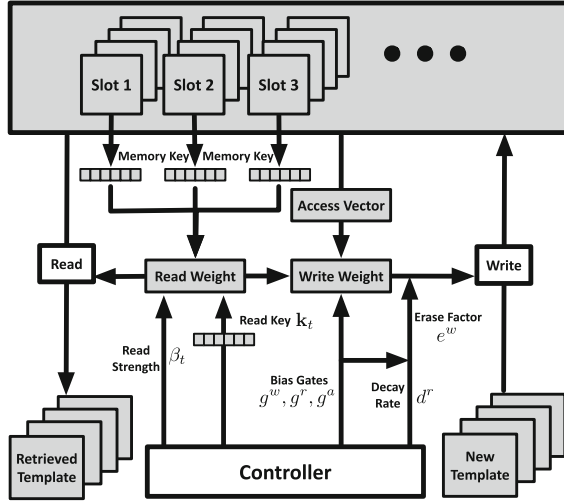 Slot 1 Slot 2 Slot 3
Memory Key Memory Key
Access Vector
Read
Read Weight
Write Weight
Write
Read Key k_t
Erase Factor
e^w
Read
Strength
β_t
Bias Gates
g^w, g^r, g^a
Decay
Rate
d^r
Retrieved
Template
Controller
New
Template